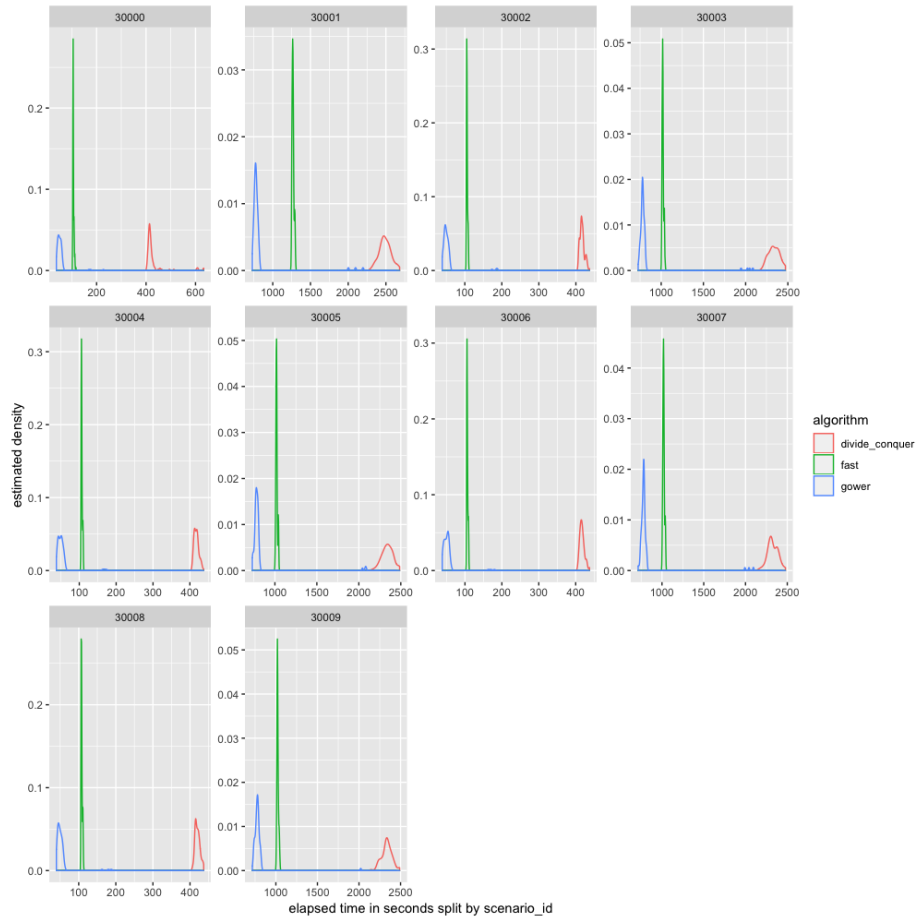 30000 30001 30002 30003
0.2 0.1 0.0
200 400 600
0.03 0.02 0.01 0.00
1000 1500 2000 2500
0.3 0.2 0.1 0.0
100 200 300 400
0.05 0.04 0.03 0.02 0.01 0.00
1000 1500 2000 2500
30004 30005 30006 30007
0.3 0.2 0.1 0.0
100 200 300 400
0.05 0.04 0.03 0.02 0.01 0.00
1000 1500 2000 2500
0.3 0.2 0.1 0.0
100 200 300 400
0.04 0.03 0.02 0.01 0.00
1000 1500 2000 2500
30008 30009
0.2 0.1 0.0
100 200 300 400
0.05 0.04 0.03 0.02 0.01 0.00
1000 1500 2000 2500
estimated density
elapsed time in seconds split by scenario_id
algorithm
divide_conquer
fast
gower